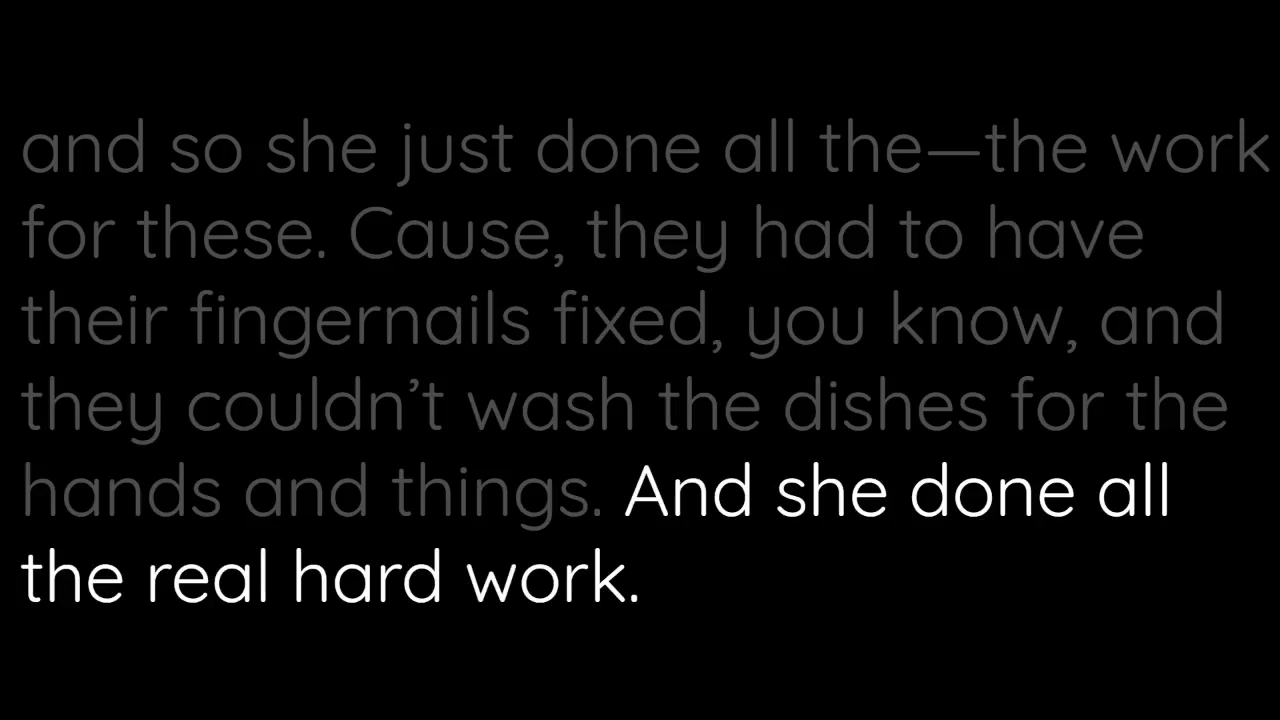 and so she just done all the—the work
for these. Cause, they had to have
their fingernails fixed, you know, and
they couldn’t wash the dishes for the
hands and things. And she done all
the real hard work.